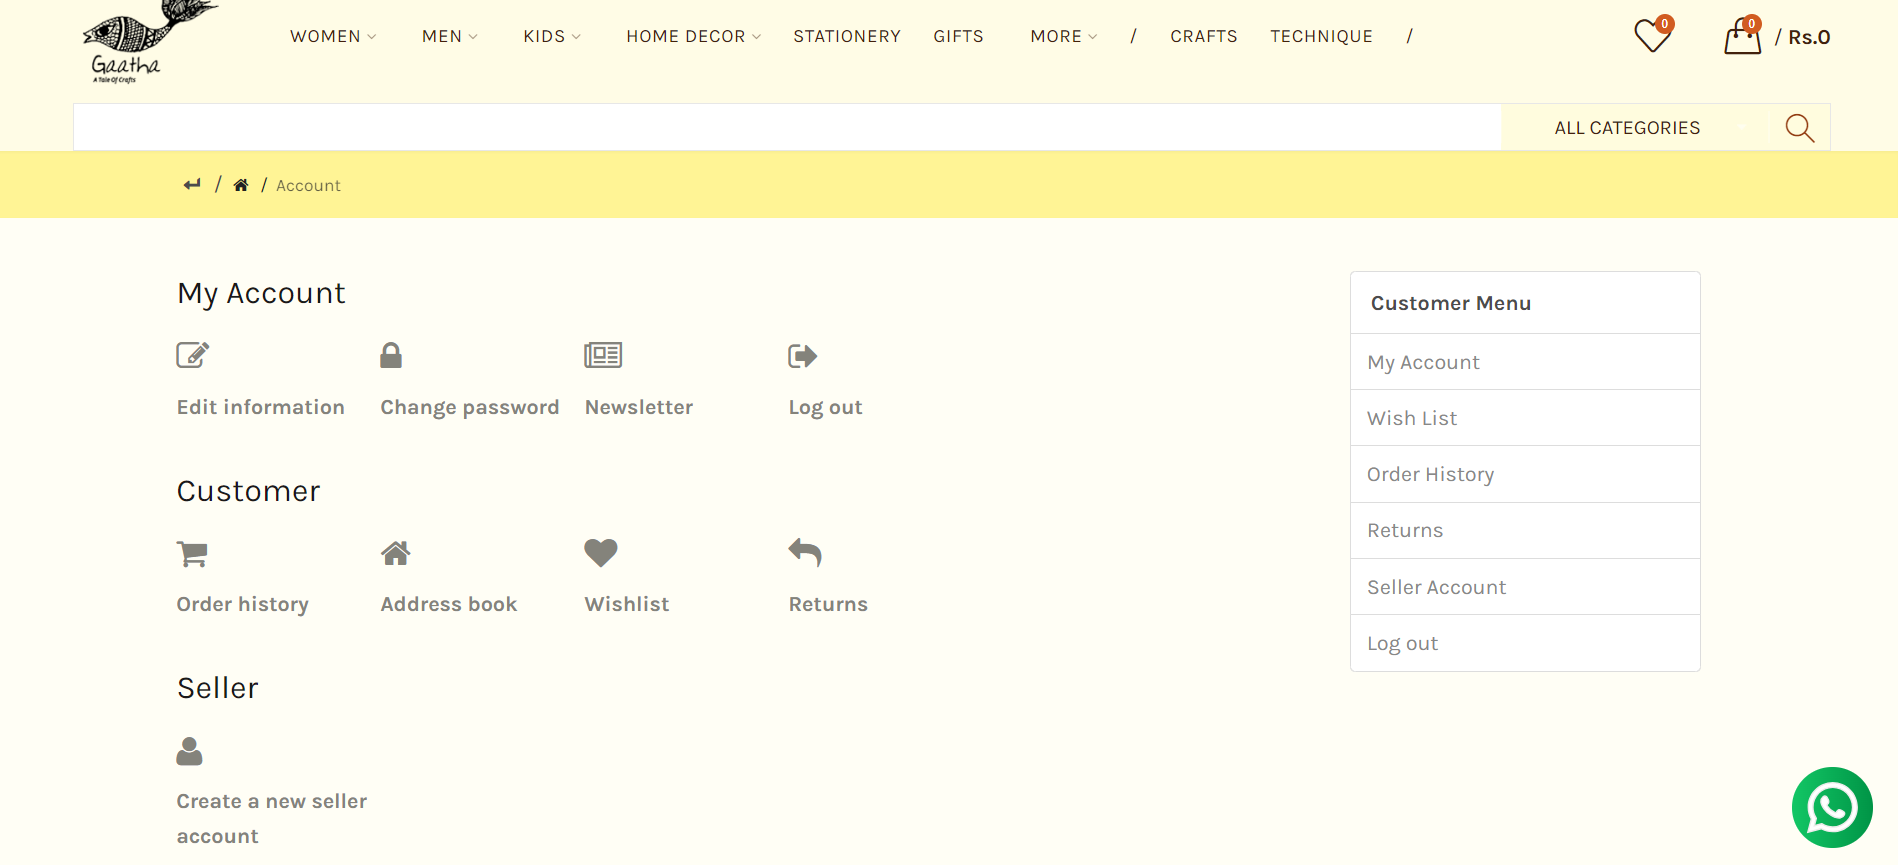 Gaatha
A Tale Of Crafts
WOMEN MEN KIDS HOME DECOR STATIONERY GIFTS MORE / CRAFTS TECHNIQUE /
0
0
/ Rs.0
ALL CATEGORIES
/ / Account
My Account
Edit information Change password Newsletter Log out
Customer
Order history Address book Wishlist Returns
Seller
Create a new seller
account
Customer Menu
My Account
Wish List
Order History
Returns
Seller Account
Log out